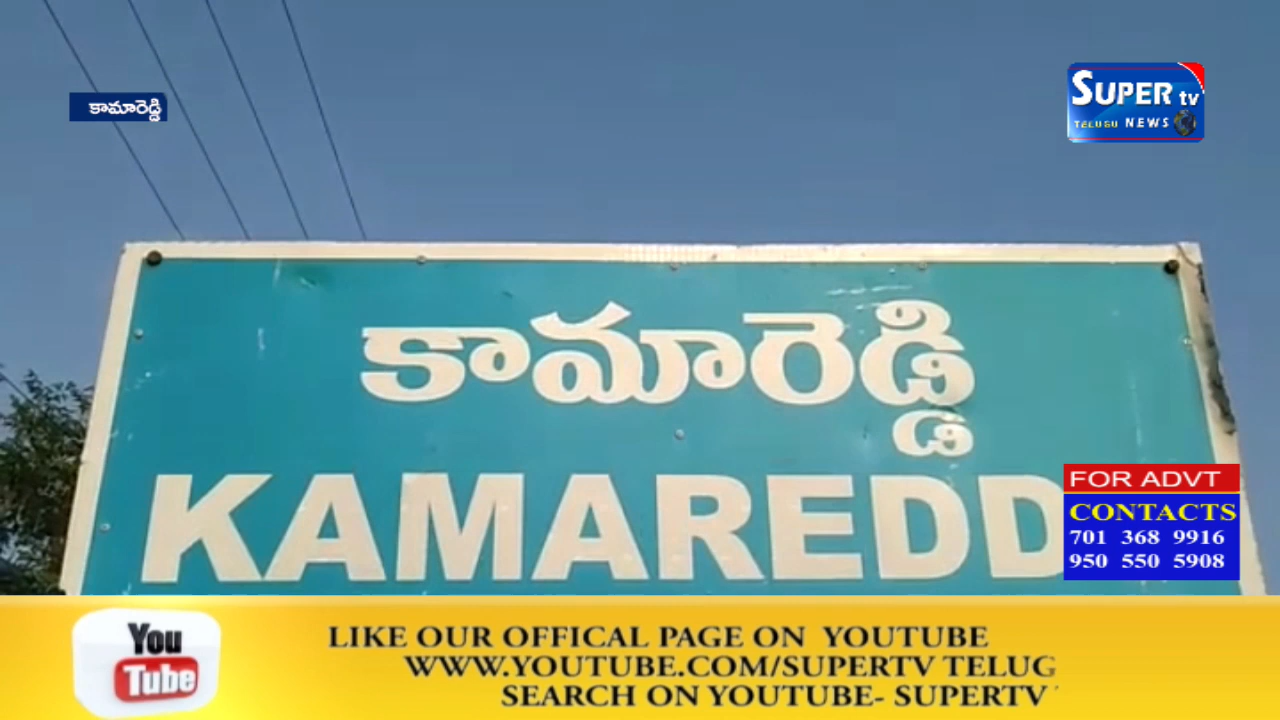 కామారెడ్డి
SUPER tv
TELUGU NEWS
కామారెడ్డి
KAMAREDD
FOR ADVT
CONTACTS
701 368 9916
950 550 5908
You
Tube
LIKE OUR OFFICAL PAGE ON YOUTUBE
WWW.YOUTUBE.COM/SUPERTV TELUG
SEARCH ON YOUTUBE- SUPERTV